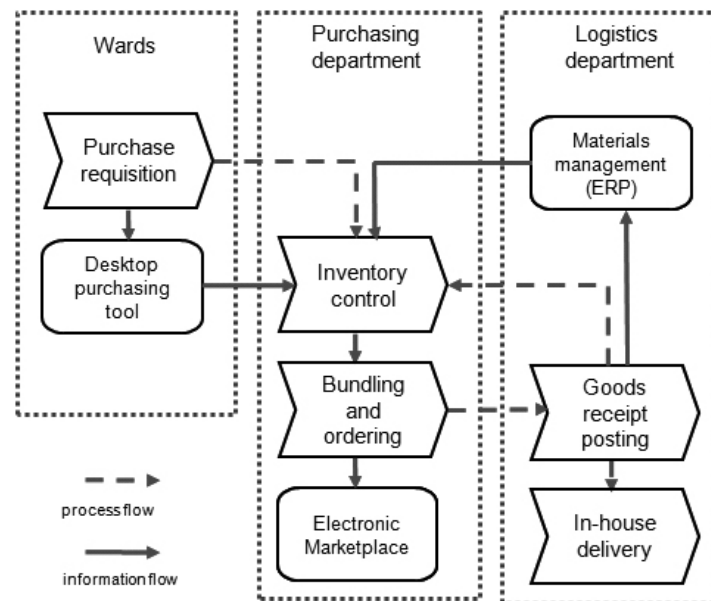 Wards
Purchase
requisition
Desktop
purchasing
tool
process flow
information flow
Purchasing
department
Inventory
control
Bundling
and
ordering
Electronic
Marketplace
Logistics
department
Materials
management
(ERP)
Goods
receipt
posting
In-house
delivery